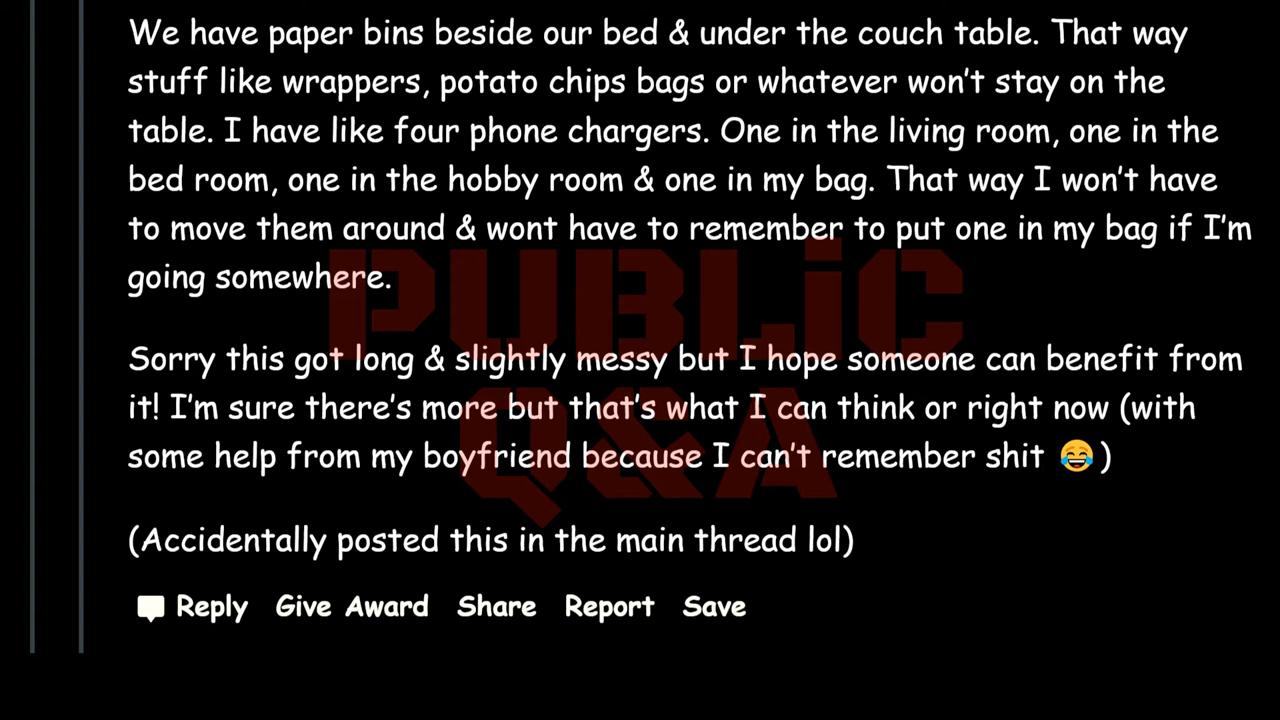 We have paper bins beside our bed & under the couch table. That way
stuff like wrappers, potato chips bags or whatever won't stay on the
table. I have like four phone chargers. One in the living room, one in the
bed room, one in the hobby room & one in my bag. That way I won't have
to move them around & wont have to remember to put one in my bag if I'm
going somewhere.
Sorry this got long & slightly messy but I hope someone can benefit from
it! I'm sure there's more but that's what I can think or right now (with
some help from my boyfriend because I can't remember shit 😂)
(Accidentally posted this in the main thread lol)
Reply Give Award Share Report Save
PUBLiC
Q&A